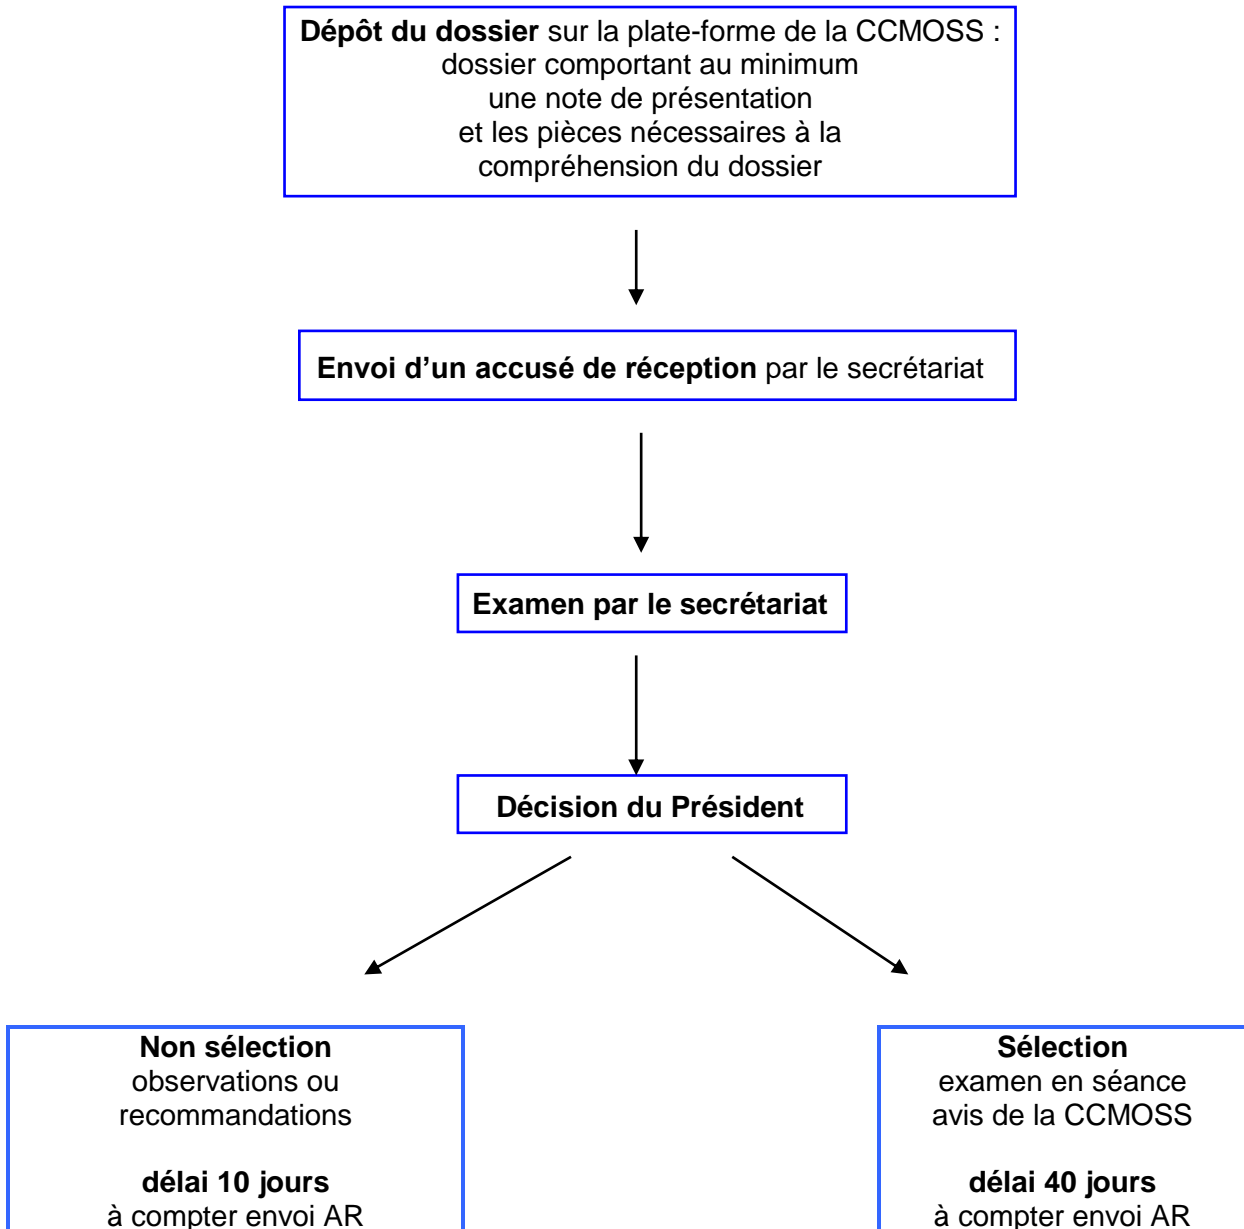 Dépôt du dossier sur la plate-forme de la CCMOSS :
dossier comportant au minimum
une note de présentation
et les pièces nécessaires à la
compréhension du dossier
Envoi d’un accusé de réception par le secrétariat
Examen par le secrétariat
Décision du Président
Non sélection
observations ou
recommandations
délai 10 jours
à compter envoi AR
Sélection
examen en séance
avis de la CCMOSS
délai 40 jours
à compter envoi AR